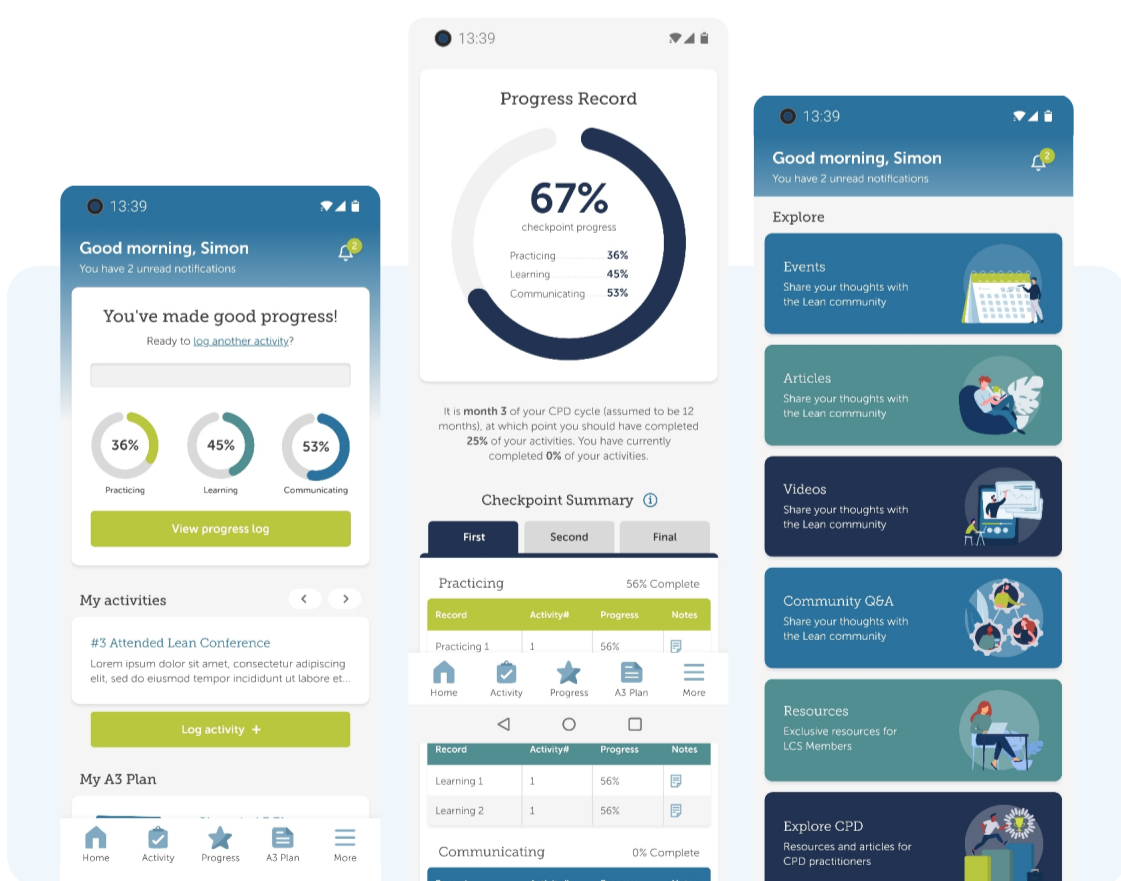 13:39
Good morning, Simon
2
You have 2 unread notifications
You've made good progress!
Ready to log another activity?
36%
45%
53%
Practicing
Learning
Communicating
View progress log
My activities
#3 Attended Lean Conference
Lorem ipsum dolor sit amet, consectetur adipiscing
elit, sed do eiusmod tempor incididunt ut labore et...
Log activity +
My A3 Plan
Home
Activity
Progress
A3 Plan
More
13:39
Progress Record
67%
checkpoint progress
Practicing 36%
Learning 45%
Communicating 53%
It is month 3 of your CPD cycle (assumed to be 12
months), at which point you should have completed
25% of your activities. You have currently
completed 0% of your activities.
Checkpoint Summary
First
Second
Final
Practicing 56% Complete
Record Activity# Progress Notes
Practicing 1 1 56%
Home
Activity
Progress
A3 Plan
More
Record Activity# Progress Notes
Learning 1 1 56%
Learning 2 1 56%
Communicating 0% Complete
13:39
Good morning, Simon
2
You have 2 unread notifications
Explore
Events
Share your thoughts with
the Lean community
Articles
Share your thoughts with
the Lean community
Videos
Share your thoughts with
the Lean community
Community Q&A
Share your thoughts with
the Lean community
Resources
Exclusive resources for
LCS Members
Explore CPD
Resources and articles for
CPD practitioners